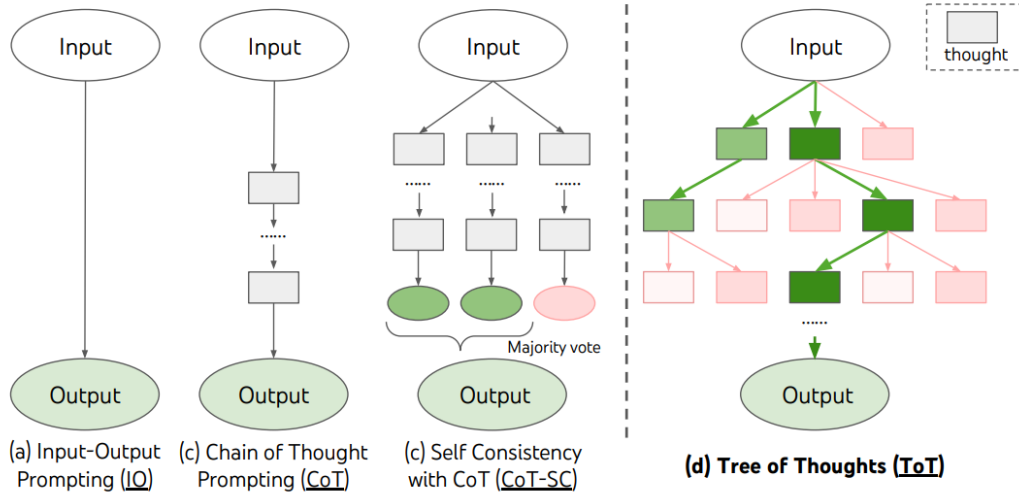 Input
Input
Input
Input
thought
......
......
......
......
......
Majority vote
Output
Output
Output
Output
(a) Input-Output
Prompting (IO)
(c) Chain of Thought
Prompting (CoT)
(c) Self Consistency
with CoT (CoT-SC)
(d) Tree of Thoughts (ToT)